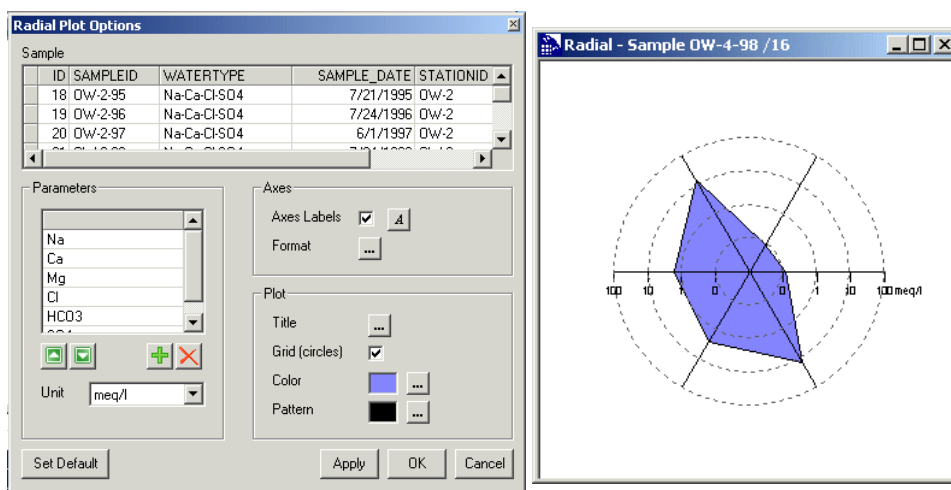 Radial Plot Options
Sample
ID SAMPLEID WATERTYPE SAMPLE_DATE STATIONID
18 OW-2-95 Na-Ca-Cl-SO4 7/21/1995 OW-2
19 OW-2-96 Na-Ca-Cl-SO4 7/24/1996 OW-2
20 OW-2-97 Na-Ca-Cl-SO4 6/1/1997 OW-2
Parameters
Na
Ca
Mg
Cl
HCO3
Unit meq/l
Axes
Axes Labels A
Format ...
Plot
Title ...
Grid (circles)
Color ...
Pattern ...
Set Default Apply OK Cancel
Radial - Sample OW-4-98 /16
100 10 1 0 0 1 10 100 meq/l